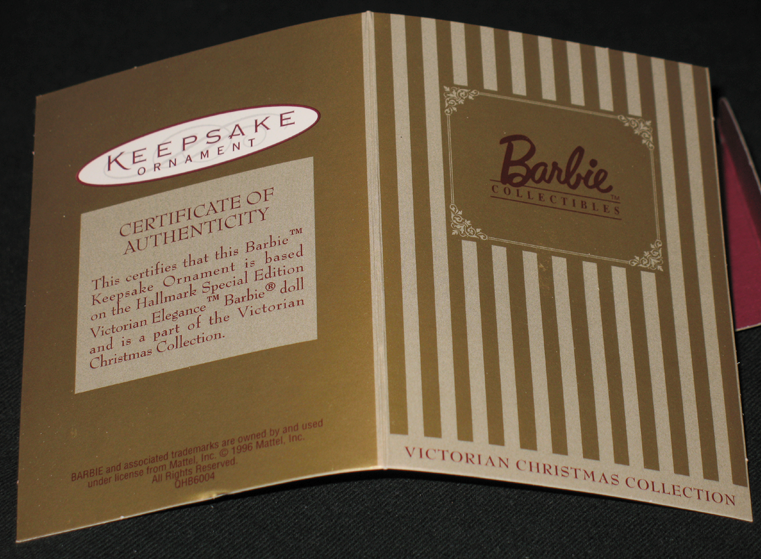 KEEPSAKE
ORNAMENT
CERTIFICATE OF
AUTHENTICITY
This certifies that this Barbie™
Keepsake Ornament is based
on the Hallmark Special Edition
Victorian Elegance™ Barbie® doll
and is a part of the Victorian
Christmas Collection.
BARBIE and associated trademarks are owned by and used
under license from Mattel, Inc. © 1996 Mattel, Inc.
All Rights Reserved.
QHB6004
Barbie™
COLLECTIBLES
VICTORIAN CHRISTMAS COLLECTION